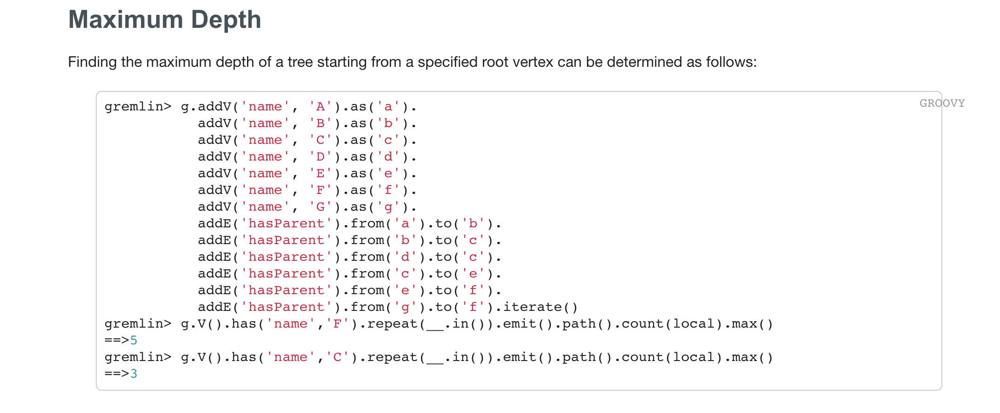 Maximum Depth
Finding the maximum depth of a tree starting from a specified root vertex can be determined as follows:
GROOVY
gremlin> g.addV('name', 'A').as('a').
           addV('name', 'B').as('b').
           addV('name', 'C').as('c').
           addV('name', 'D').as('d').
           addV('name', 'E').as('e').
           addV('name', 'F').as('f').
           addV('name', 'G').as('g').
           addE('hasParent').from('a').to('b').
           addE('hasParent').from('b').to('c').
           addE('hasParent').from('d').to('c').
           addE('hasParent').from('c').to('e').
           addE('hasParent').from('e').to('f').
           addE('hasParent').from('g').to('f').iterate()
gremlin> g.V().has('name','F').repeat(__.in()).emit().path().count(local).max()
==>5
gremlin> g.V().has('name','C').repeat(__.in()).emit().path().count(local).max()
==>3